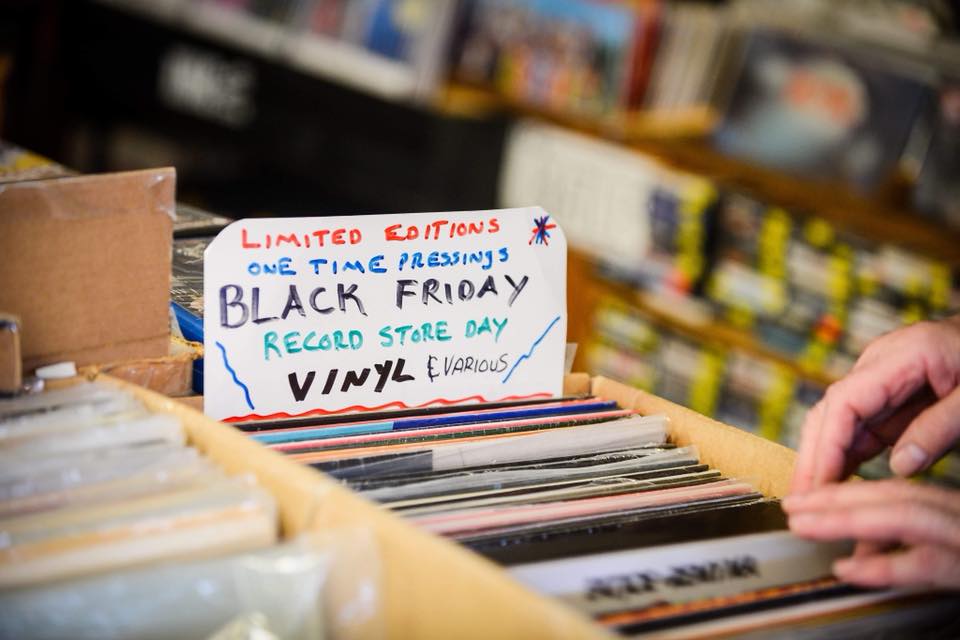 LIMITED EDITIONS
ONE TIME PRESSINGS
BLACK FRIDAY
RECORD STORE DAY
VINYL & VARIOUS